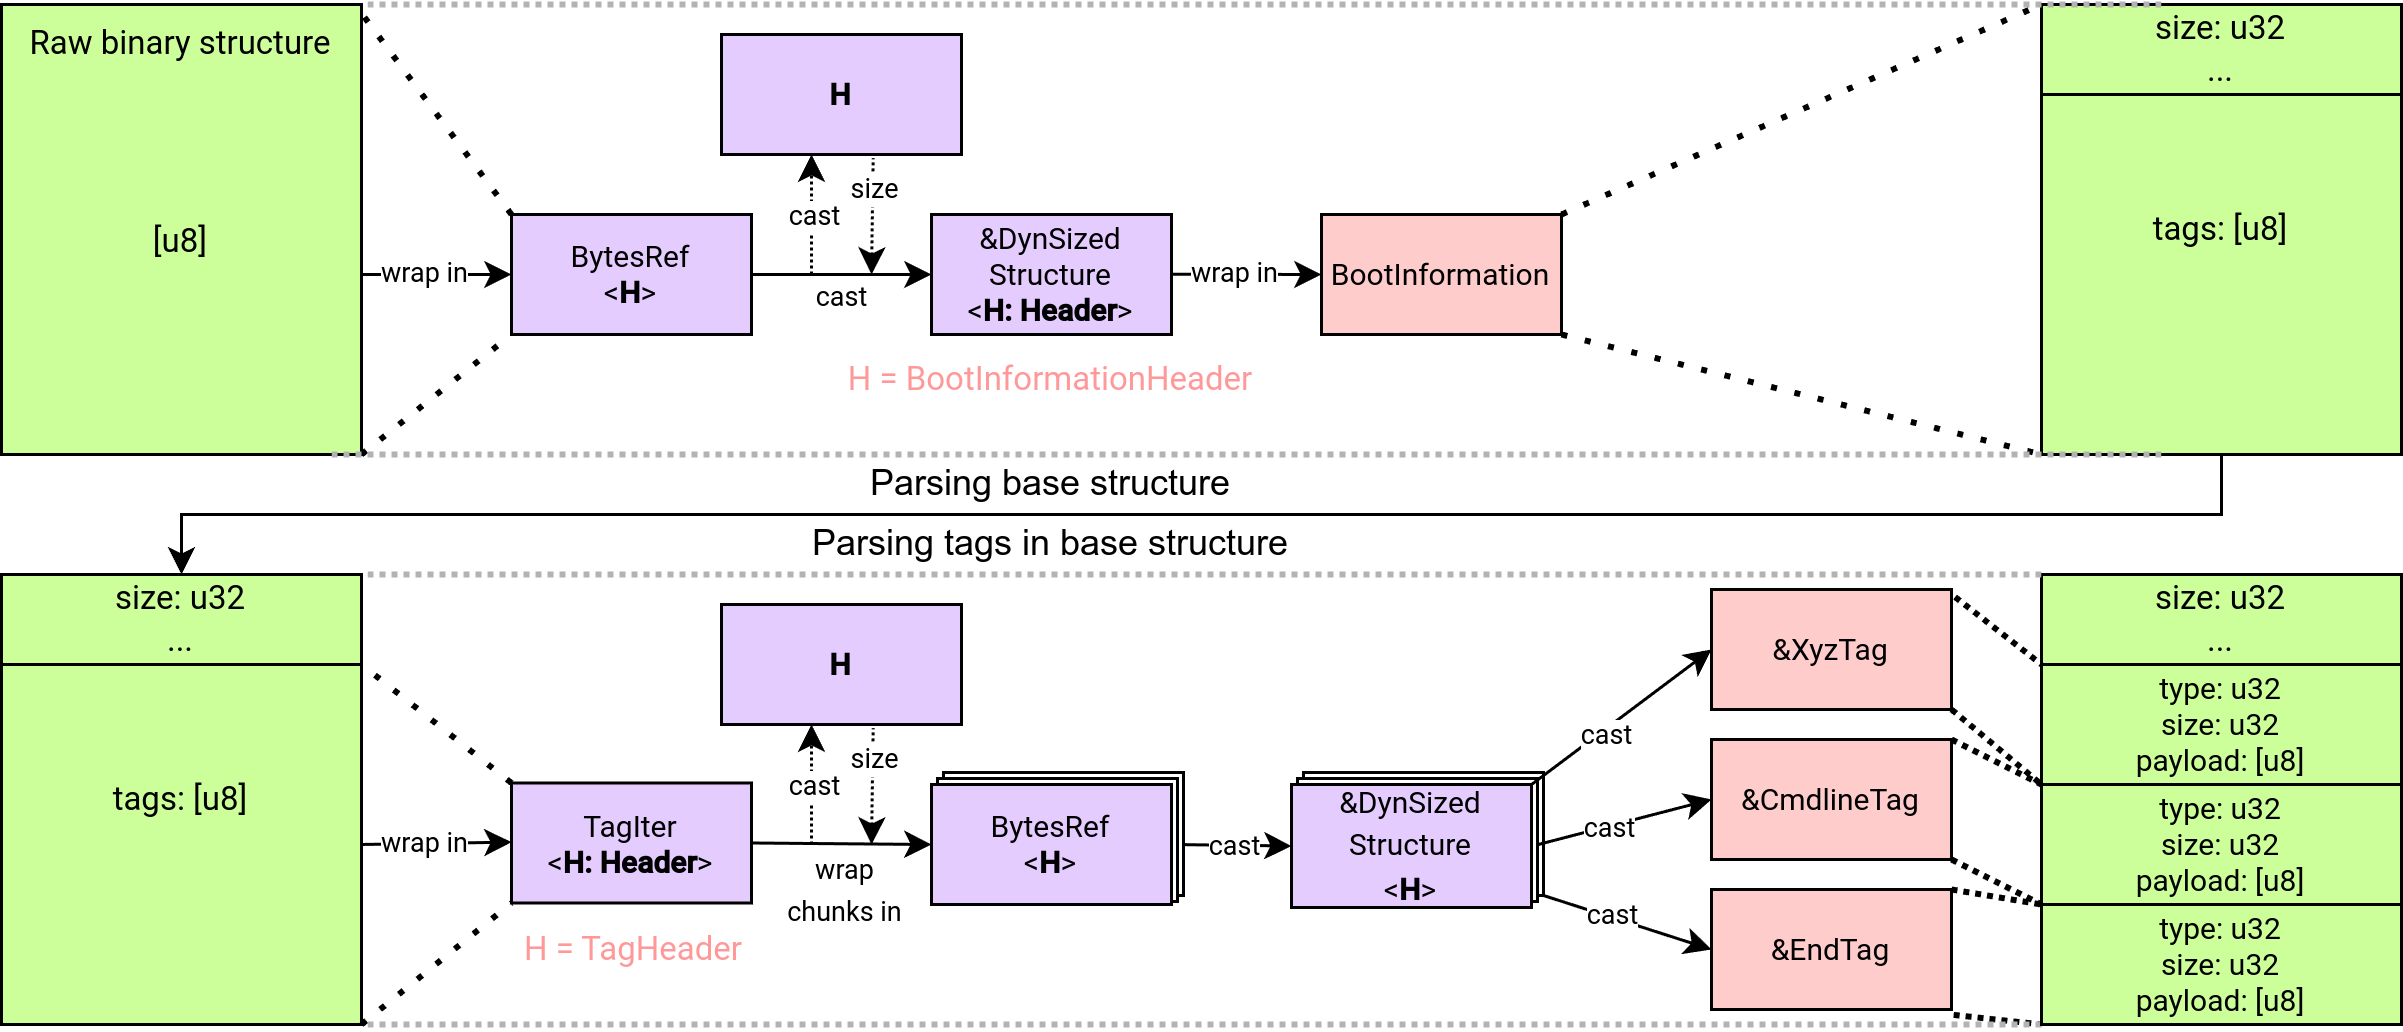 Raw binary structure
[u8]
wrap in
BytesRef
<H>
H
cast
size
cast
&DynSized
Structure
<H: Header>
wrap in
BootInformation
H = BootInformationHeader
size: u32
...
tags: [u8]
Parsing base structure
Parsing tags in base structure
size: u32
...
tags: [u8]
wrap in
TagIter
<H: Header>
H = TagHeader
H
cast
size
wrap
chunks in
BytesRef
<H>
cast
&DynSized
Structure
<H>
cast
cast
cast
&XyzTag
&CmdlineTag
&EndTag
size: u32
...
type: u32
size: u32
payload: [u8]
type: u32
size: u32
payload: [u8]
type: u32
size: u32
payload: [u8]